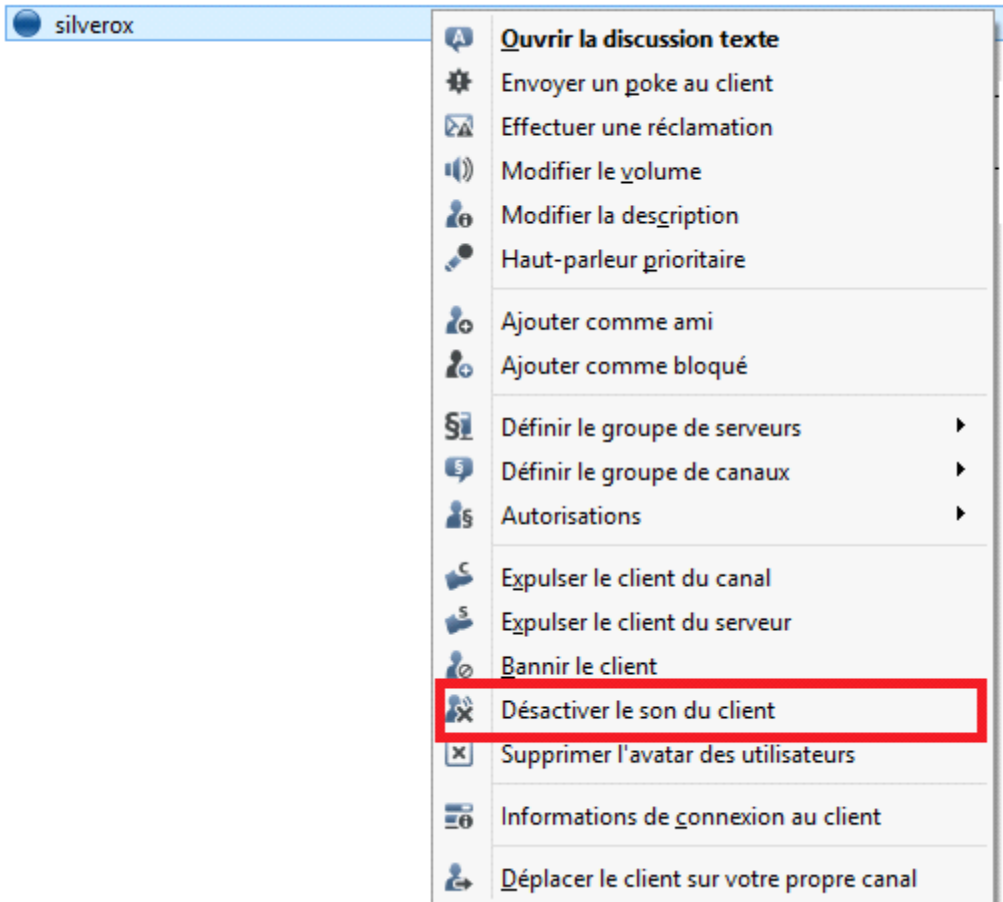 silverox
Ouvrir la discussion texte
Envoyer un poke au client
Effectuer une réclamation
Modifier le volume
Modifier la description
Haut-parleur prioritaire
Ajouter comme ami
Ajouter comme bloqué
Définir le groupe de serveurs
Définir le groupe de canaux
Autorisations
Expulser le client du canal
Expulser le client du serveur
Bannir le client
Désactiver le son du client
Supprimer l'avatar des utilisateurs
Informations de connexion au client
Déplacer le client sur votre propre canal